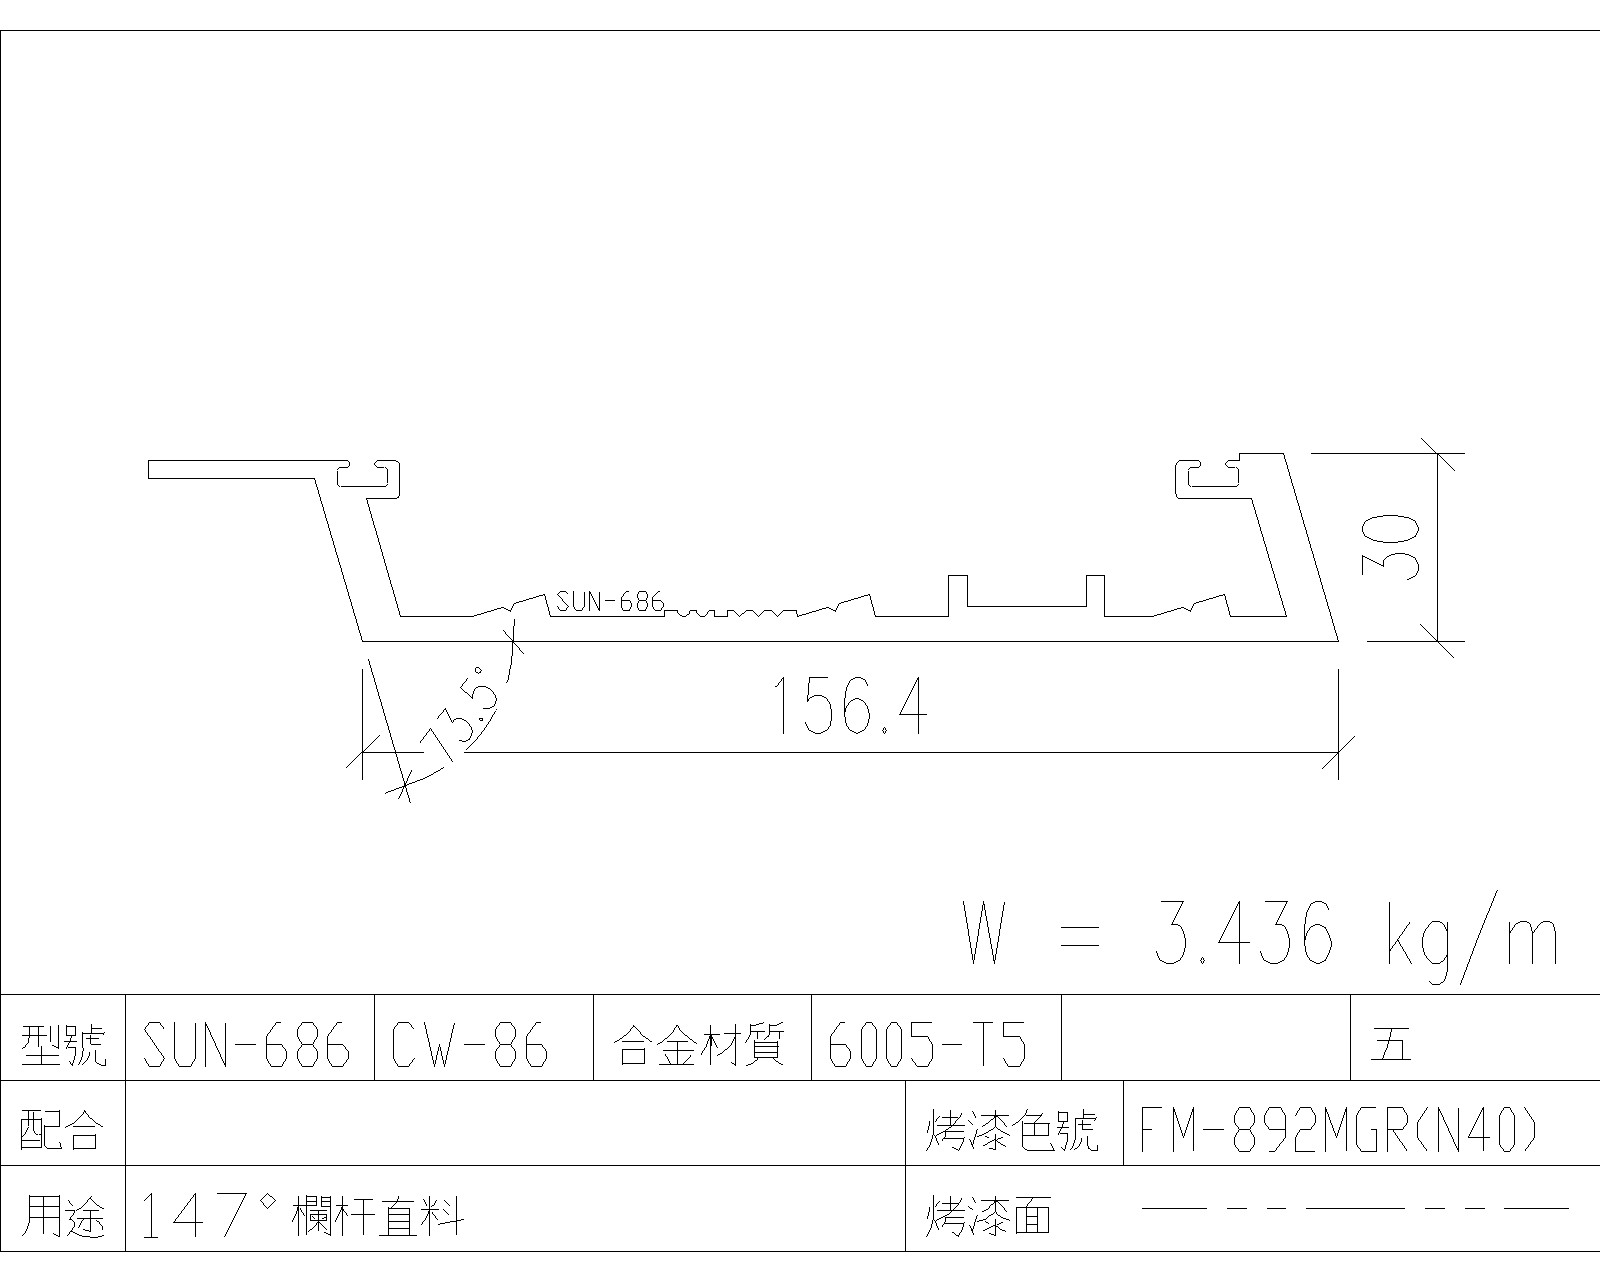 30
SUN-686
156.4
73.5°
W = 3.436 kg/m
型號 SUN-686 CW-86 合金材質 6005-T5 五
配合 烤漆色號 FM-892MGR(N40)
用途 147°欄杆直料 烤漆面